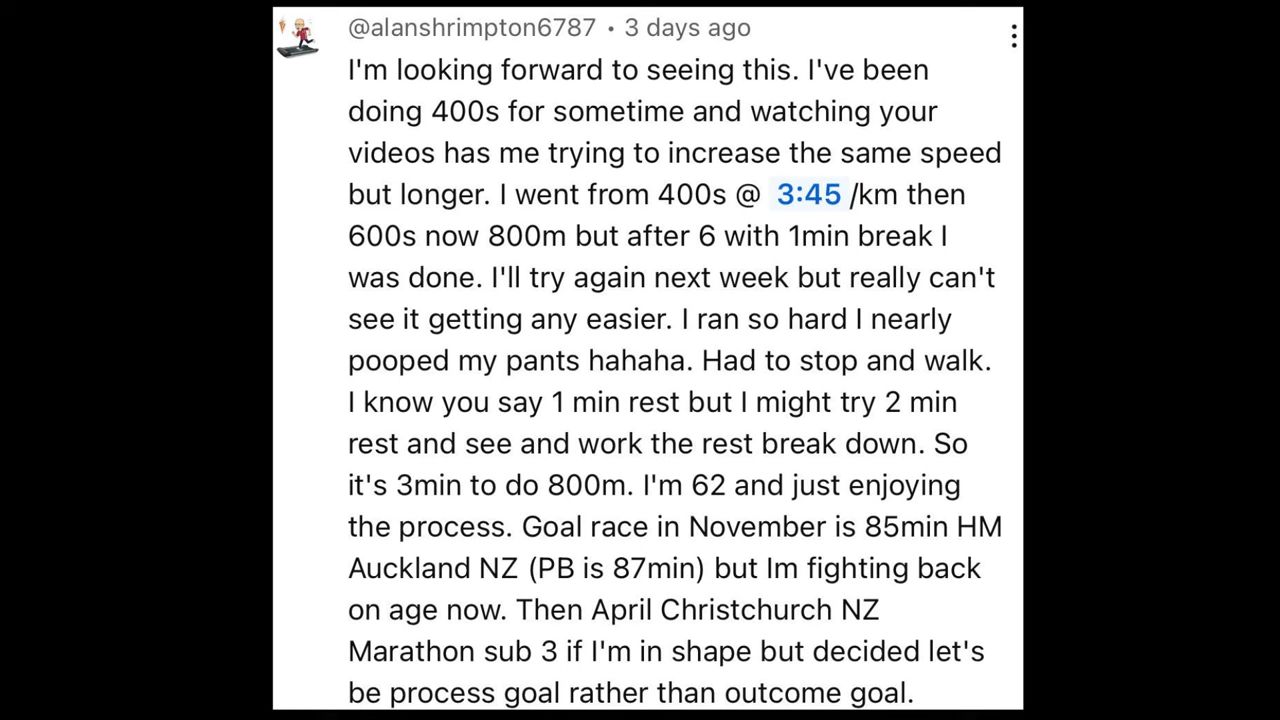 @alanshrimpton6787 • 3 days ago
I'm looking forward to seeing this. I've been
doing 400s for sometime and watching your
videos has me trying to increase the same speed
but longer. I went from 400s @ 3:45 /km then
600s now 800m but after 6 with 1min break I
was done. I'll try again next week but really can't
see it getting any easier. I ran so hard I nearly
pooped my pants hahaha. Had to stop and walk.
I know you say 1 min rest but I might try 2 min
rest and see and work the rest break down. So
it's 3min to do 800m. I'm 62 and just enjoying
the process. Goal race in November is 85min HM
Auckland NZ (PB is 87min) but Im fighting back
on age now. Then April Christchurch NZ
Marathon sub 3 if I'm in shape but decided let's
be process goal rather than outcome goal.